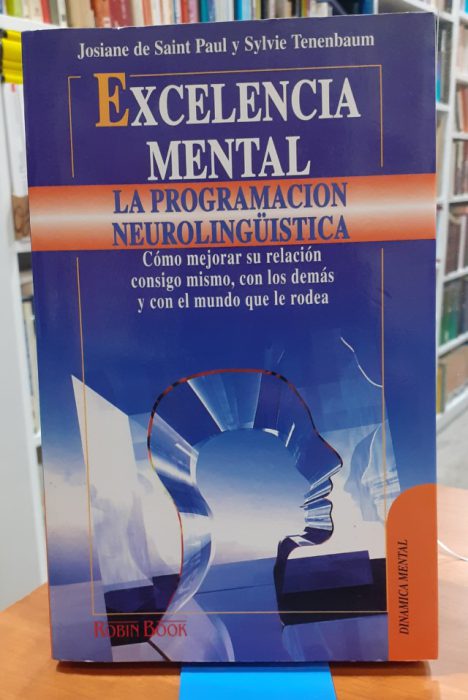 Josiane de Saint Paul y Sylvie Tenenbaum
EXCELENCIA
MENTAL
LA PROGRAMACION
NEUROLINGÜISTICA
Cómo mejorar su relación
consigo mismo, con los demás
y con el mundo que le rodea
DINAMICA MENTAL
ROBIN BOOK